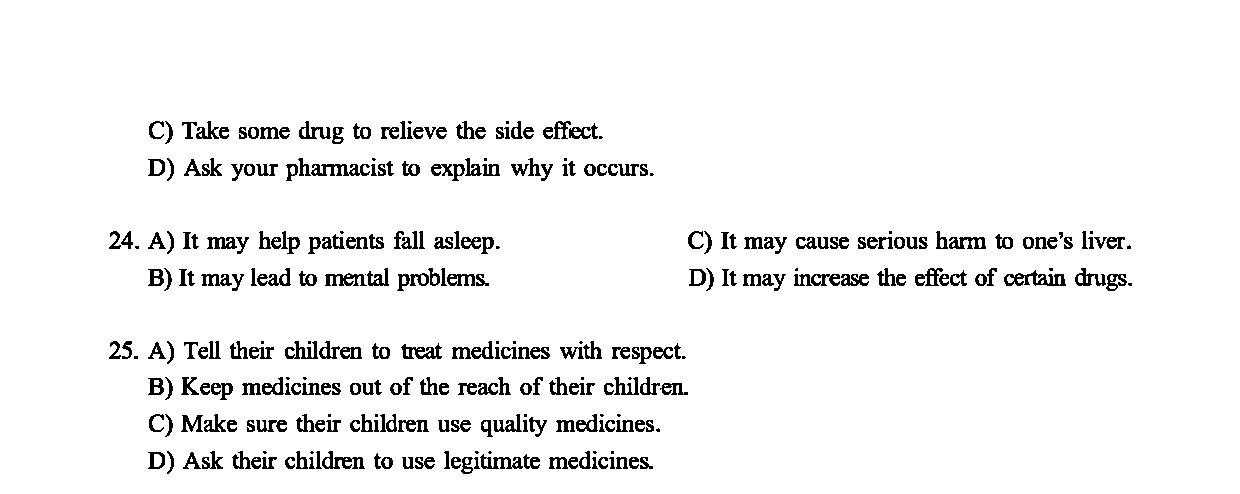 C) Take some drug to relieve the side effect.
D) Ask your pharmacist to explain why it occurs.
24. A) It may help patients fall asleep. C) It may cause serious harm to one's liver.
B) It may lead to mental problems. D) It may increase the effect of certain drugs.
25. A) Tell their children to treat medicines with respect.
B) Keep medicines out of the reach of their children.
C) Make sure their children use quality medicines.
D) Ask their children to use legitimate medicines.